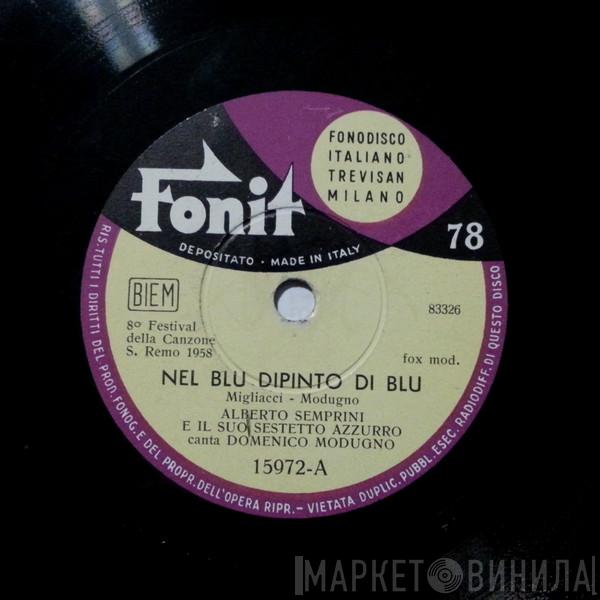 Fonit
FONODISCO
ITALIANO
TREVISAN
MILANO
78
DEPOSITATO · MADE IN ITALY
BIEM
83326
8º Festival
della Canzone
S. Remo 1958
fox mod.
NEL BLU DIPINTO DI BLU
Migliacci - Modugno
ALBERTO SEMPRINI
E IL SUO SESTETTO AZZURRO
canta DOMENICO MODUGNO
15972-A
RIS. TUTTI I DIRITTI DEL PROD. FONOG. E DEL PROPR. DELL'OPERA RIPR. – VIETATA DUPLIC. PUBBL. ESEC. RADIODIFF. DI QUESTO DISCO
МАРКЕТ ВИНИЛА